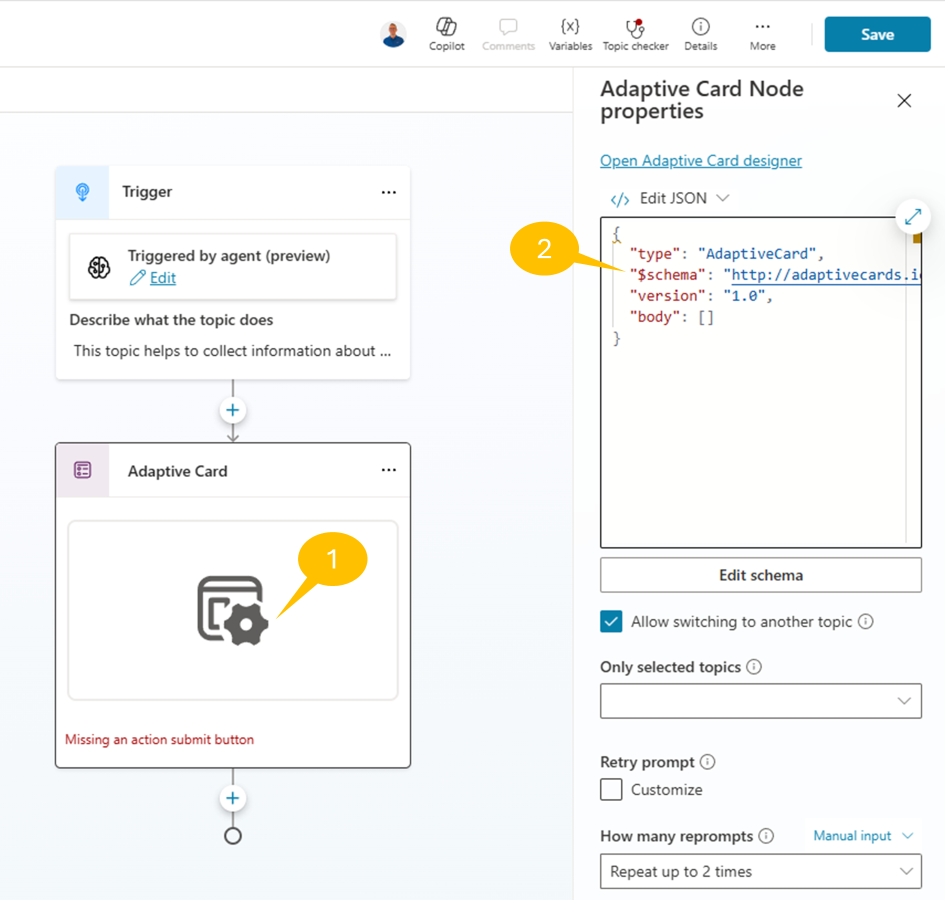 Copilot
Comments
Variables
Topic checker
Details
More
Save
Adaptive Card Node
properties
Open Adaptive Card designer
Edit JSON
{
"type": "AdaptiveCard",
"$schema": "http://adaptivecards.i
"version": "1.0",
"body": []
}
2
Trigger
Triggered by agent (preview)
Edit
Describe what the topic does
This topic helps to collect information about ...
Adaptive Card
1
Missing an action submit button
Edit schema
Allow switching to another topic
Only selected topics
Retry prompt
Customize
How many reprompts
Manual input
Repeat up to 2 times